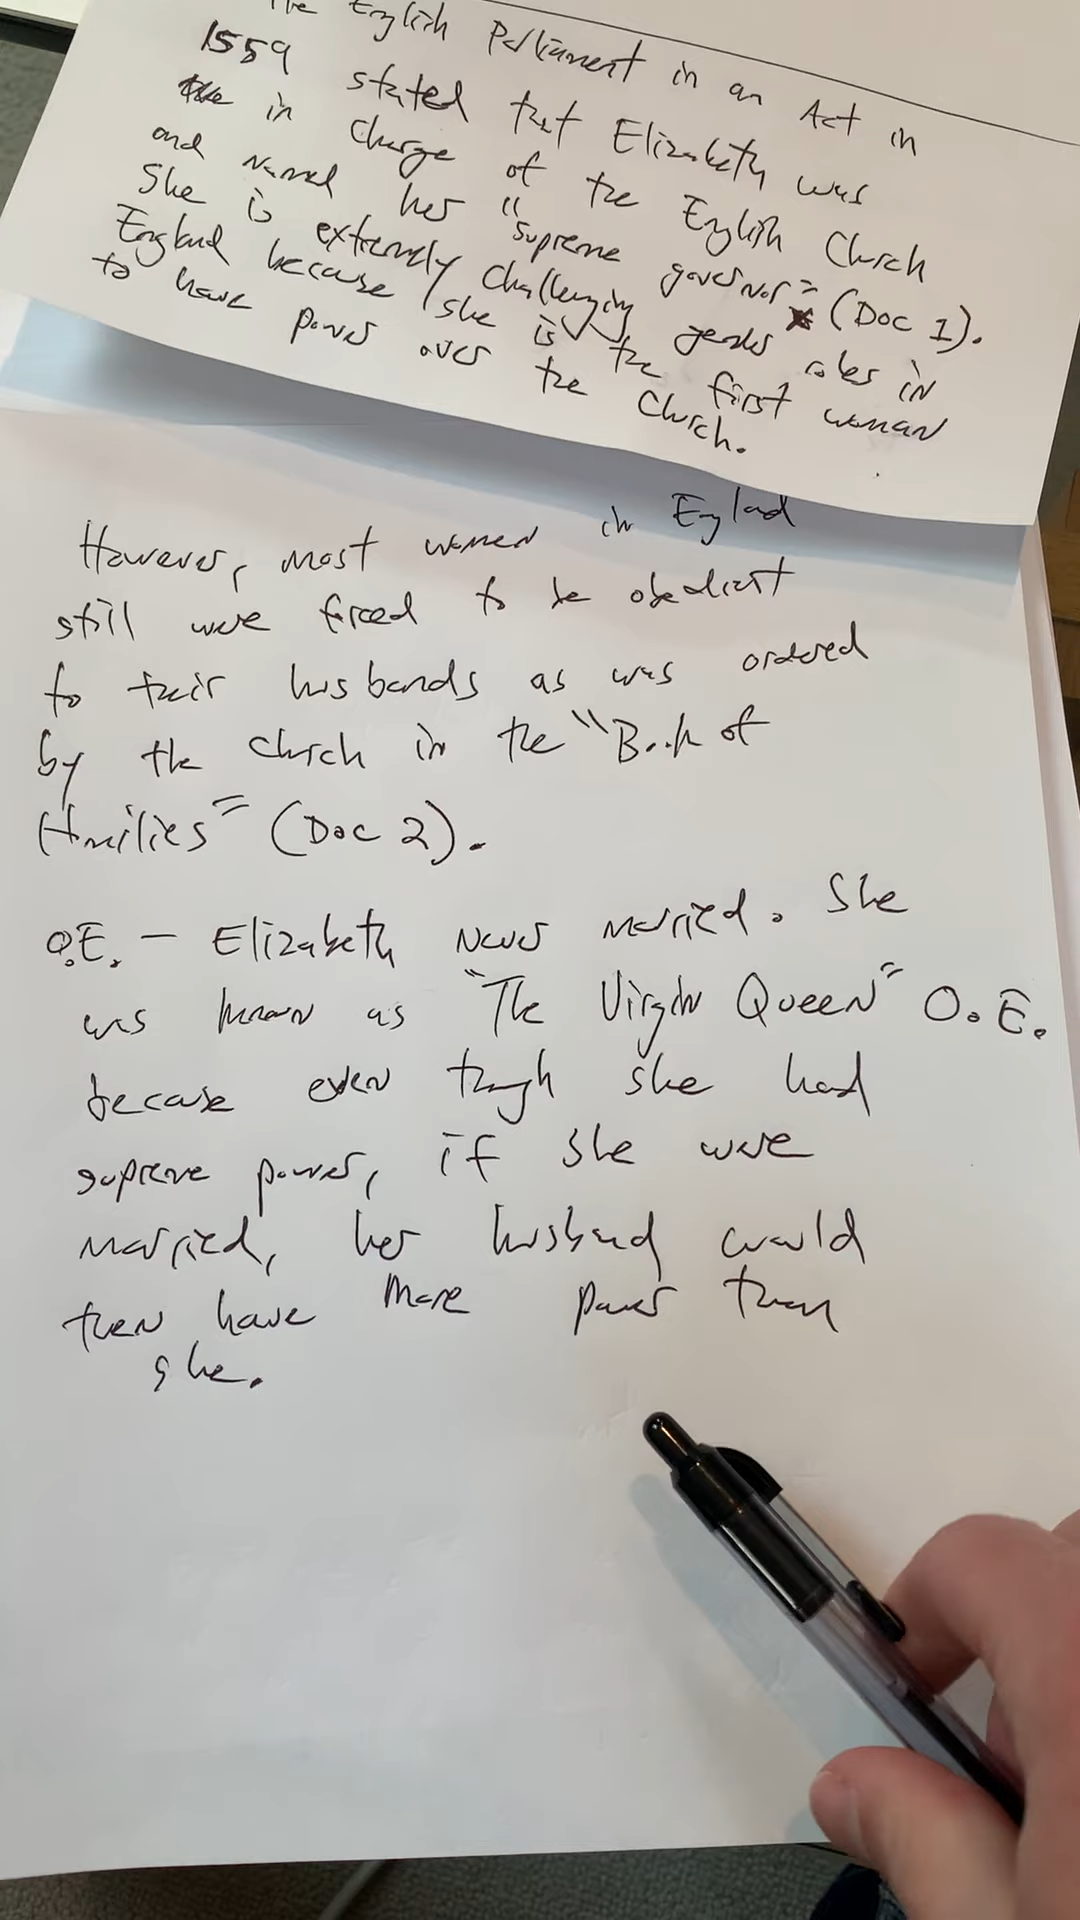 The English Parliament in an Act in
1559 stated that Elizabeth was
in charge of the English Church
and named her "supreme governor" (Doc 1).
She is extremely challenging gender roles in
England because she is the first woman
to have power over the Church.
However, most women in England
still were forced to be obedient
to their husbands as was ordered
by the church in the "Book of
Homilies" (Doc 2).
O.E. – Elizabeth never married. She
was known as "The Virgin Queen" O.E.
because even though she had
supreme power, if she were
married, her husband would
then have more power than
she.